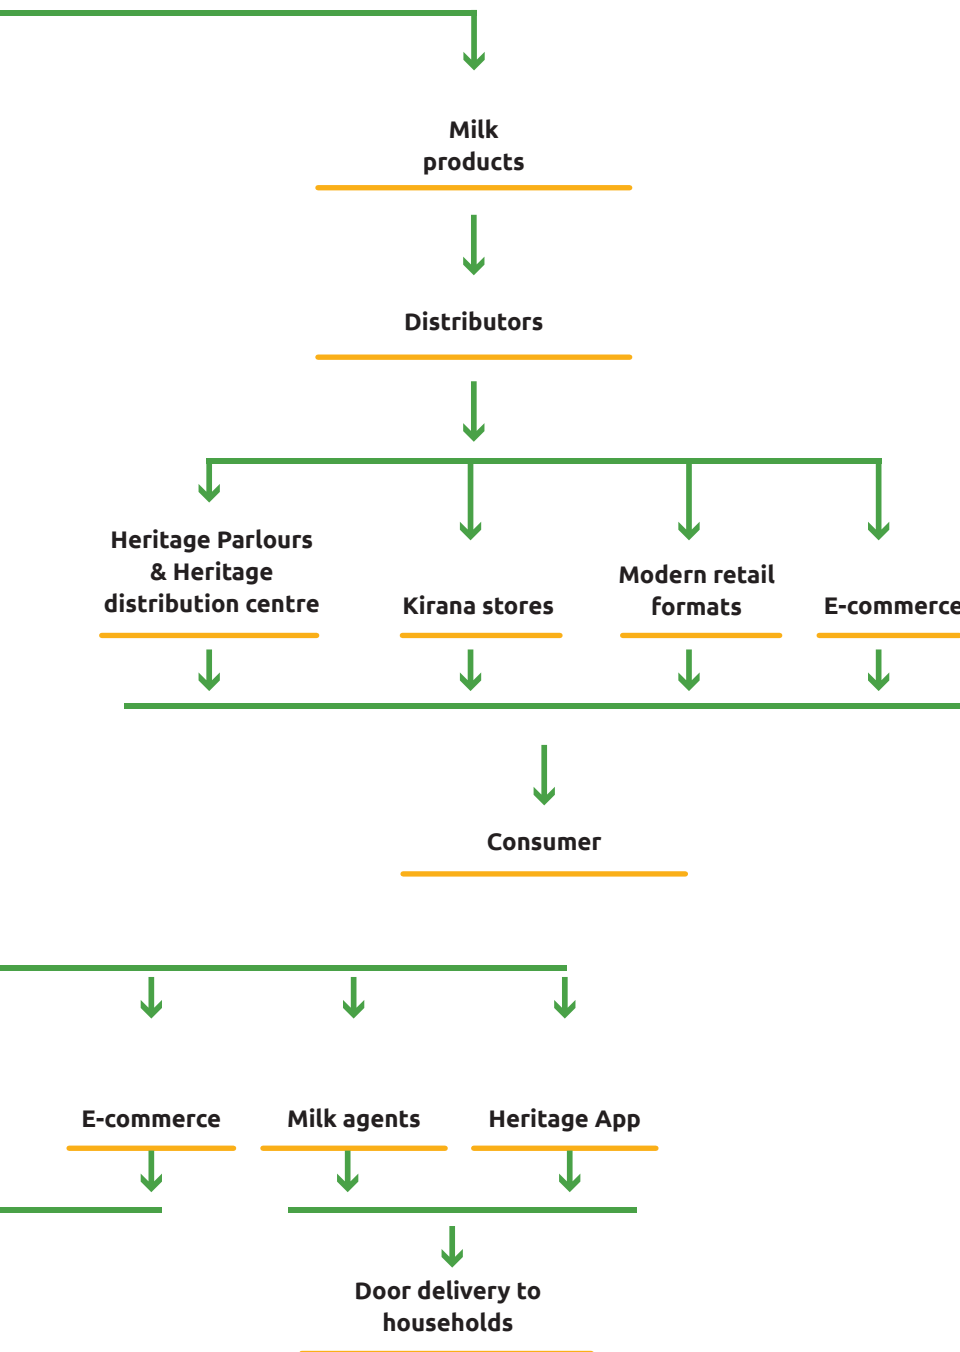 Milk
products
Distributors
Heritage Parlours
& Heritage
distribution centre
Kirana stores
Modern retail
formats
E-commerce
Consumer
E-commerce
Milk agents
Heritage App
Door delivery to
households